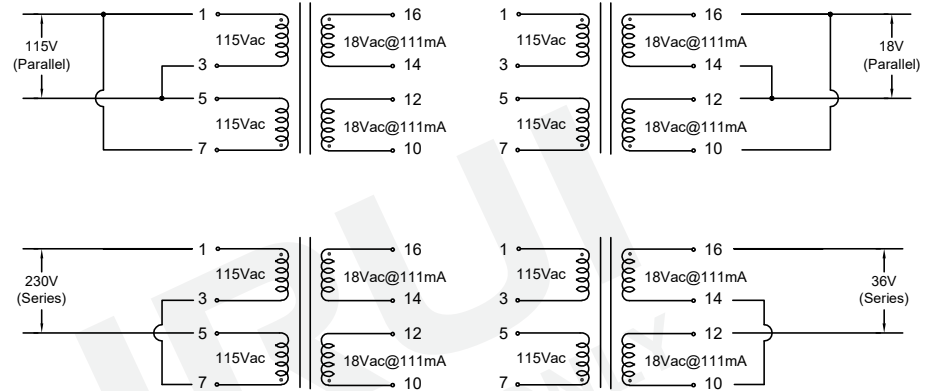 1
16
115Vac
18Vac@111mA
115V
(Parallel)
3
14
5
12
115Vac
18Vac@111mA
7
10
1
16
115Vac
18Vac@111mA
18V
(Parallel)
3
14
5
12
115Vac
18Vac@111mA
7
10
1
16
115Vac
18Vac@111mA
230V
(Series)
3
14
5
12
115Vac
18Vac@111mA
7
10
1
16
115Vac
18Vac@111mA
36V
(Series)
3
14
5
12
115Vac
18Vac@111mA
7
10